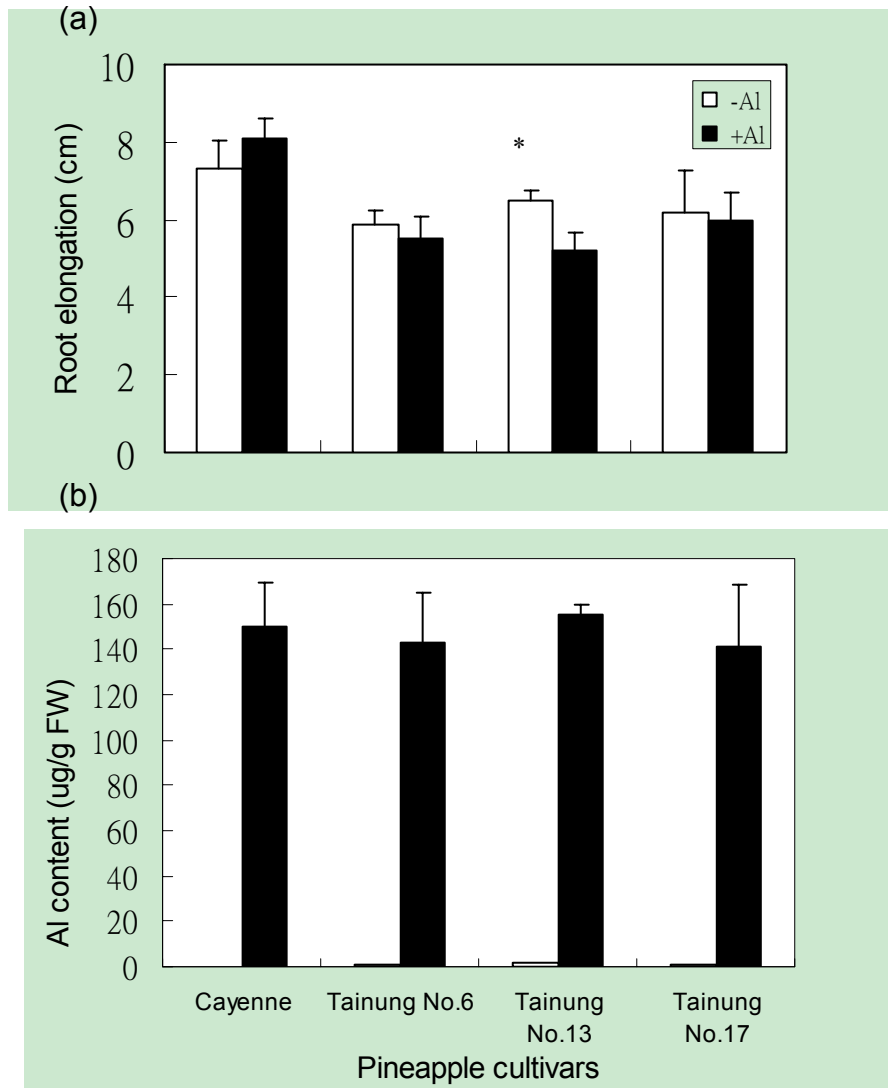 (a)
Root elongation (cm)
10
8
6
4
2
0
*
-Al
+Al
(b)
Al content (ug/g FW)
180
160
140
120
100
80
60
40
20
0
Cayenne
Tainung No.6
Tainung
No.13
Tainung
No.17
Pineapple cultivars